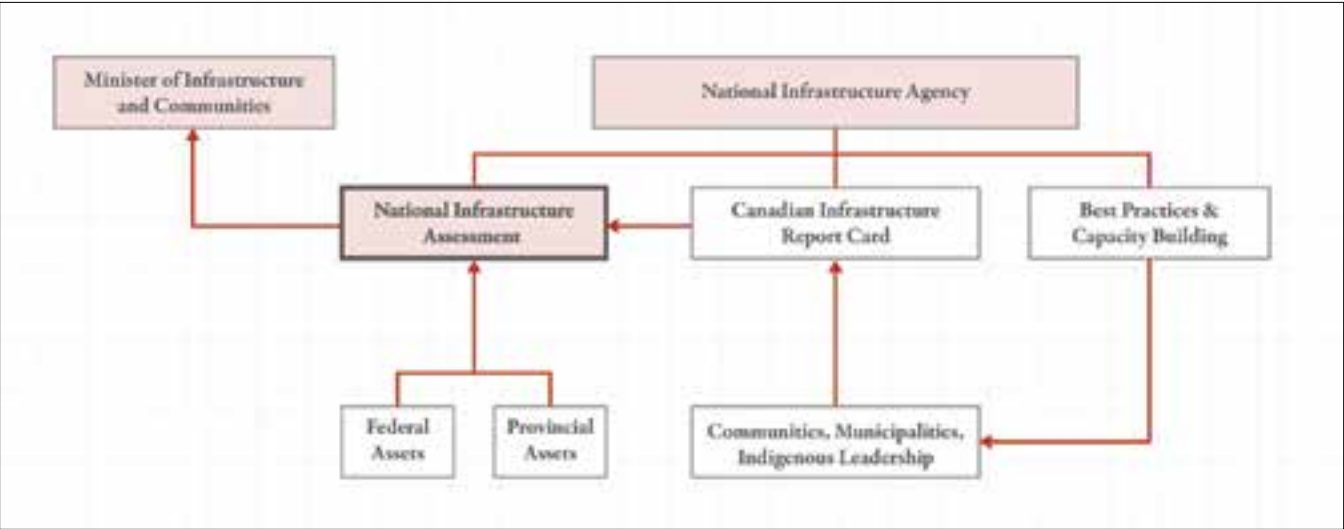 Minister of Infrastructure
and Communities
National Infrastructure Agency
National Infrastructure
Assessment
Canadian Infrastructure
Report Card
Best Practices &
Capacity Building
Federal
Assets
Provincial
Assets
Communities, Municipalities,
Indigenous Leadership